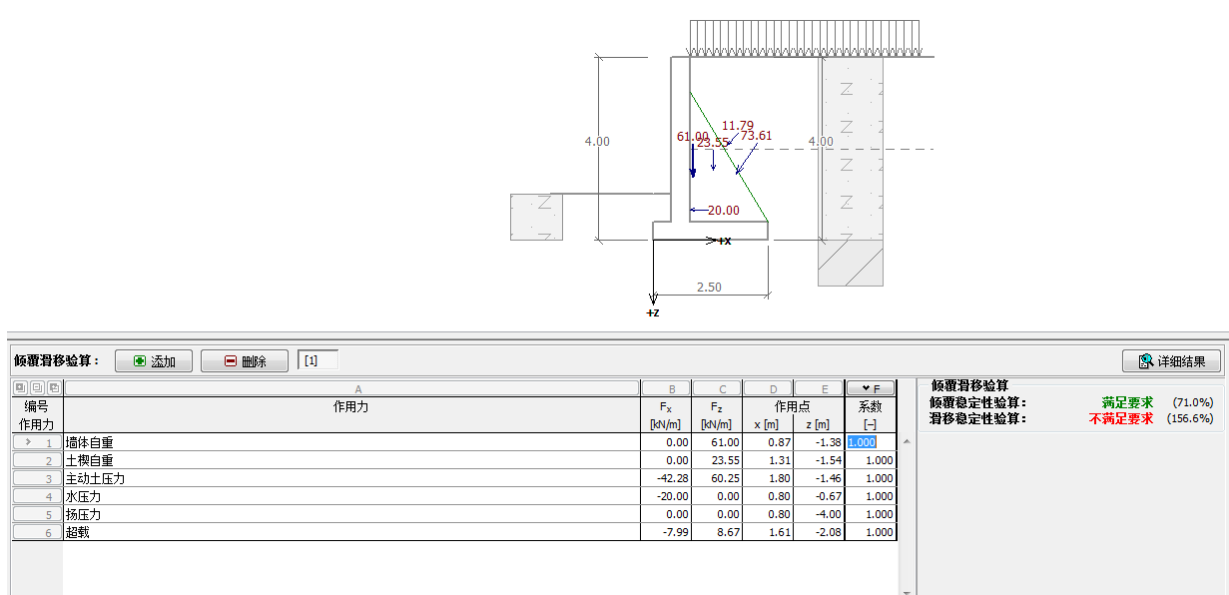 11.79
61.00
23.55
73.61
4.00
4.00
20.00
+x
2.50
+z
倾覆滑移验算： 添加 删除 [1] 详细结果
A B C D E F
编号 作用力 Fx Fz 作用点 系数
作用力 [kN/m] [kN/m] x [m] z [m] [–]
1 墙体自重 0.00 61.00 0.87 -1.38 1.000
2 土楔自重 0.00 23.55 1.31 -1.54 1.000
3 主动土压力 -42.28 60.25 1.80 -1.46 1.000
4 水压力 -20.00 0.00 0.80 -0.67 1.000
5 扬压力 0.00 0.00 0.80 -4.00 1.000
6 超载 -7.99 8.67 1.61 -2.08 1.000
倾覆滑移验算
倾覆稳定性验算： 满足要求 (71.0%)
滑移稳定性验算： 不满足要求 (156.6%)